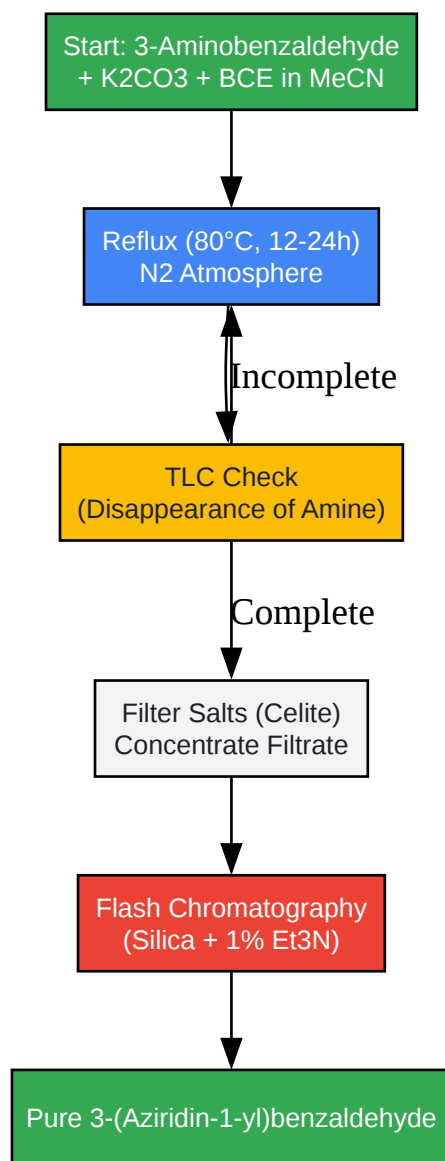 Start: 3-Aminobenzaldehyde
+ K2CO3 + BCE in MeCN
Reflux (80°C, 12-24h)
N2 Atmosphere
Incomplete
TLC Check
(Disappearance of Amine)
Complete
Filter Salts (Celite)
Concentrate Filtrate
Flash Chromatography
(Silica + 1% Et3N)
Pure 3-(Aziridin-1-yl)benzaldehyde